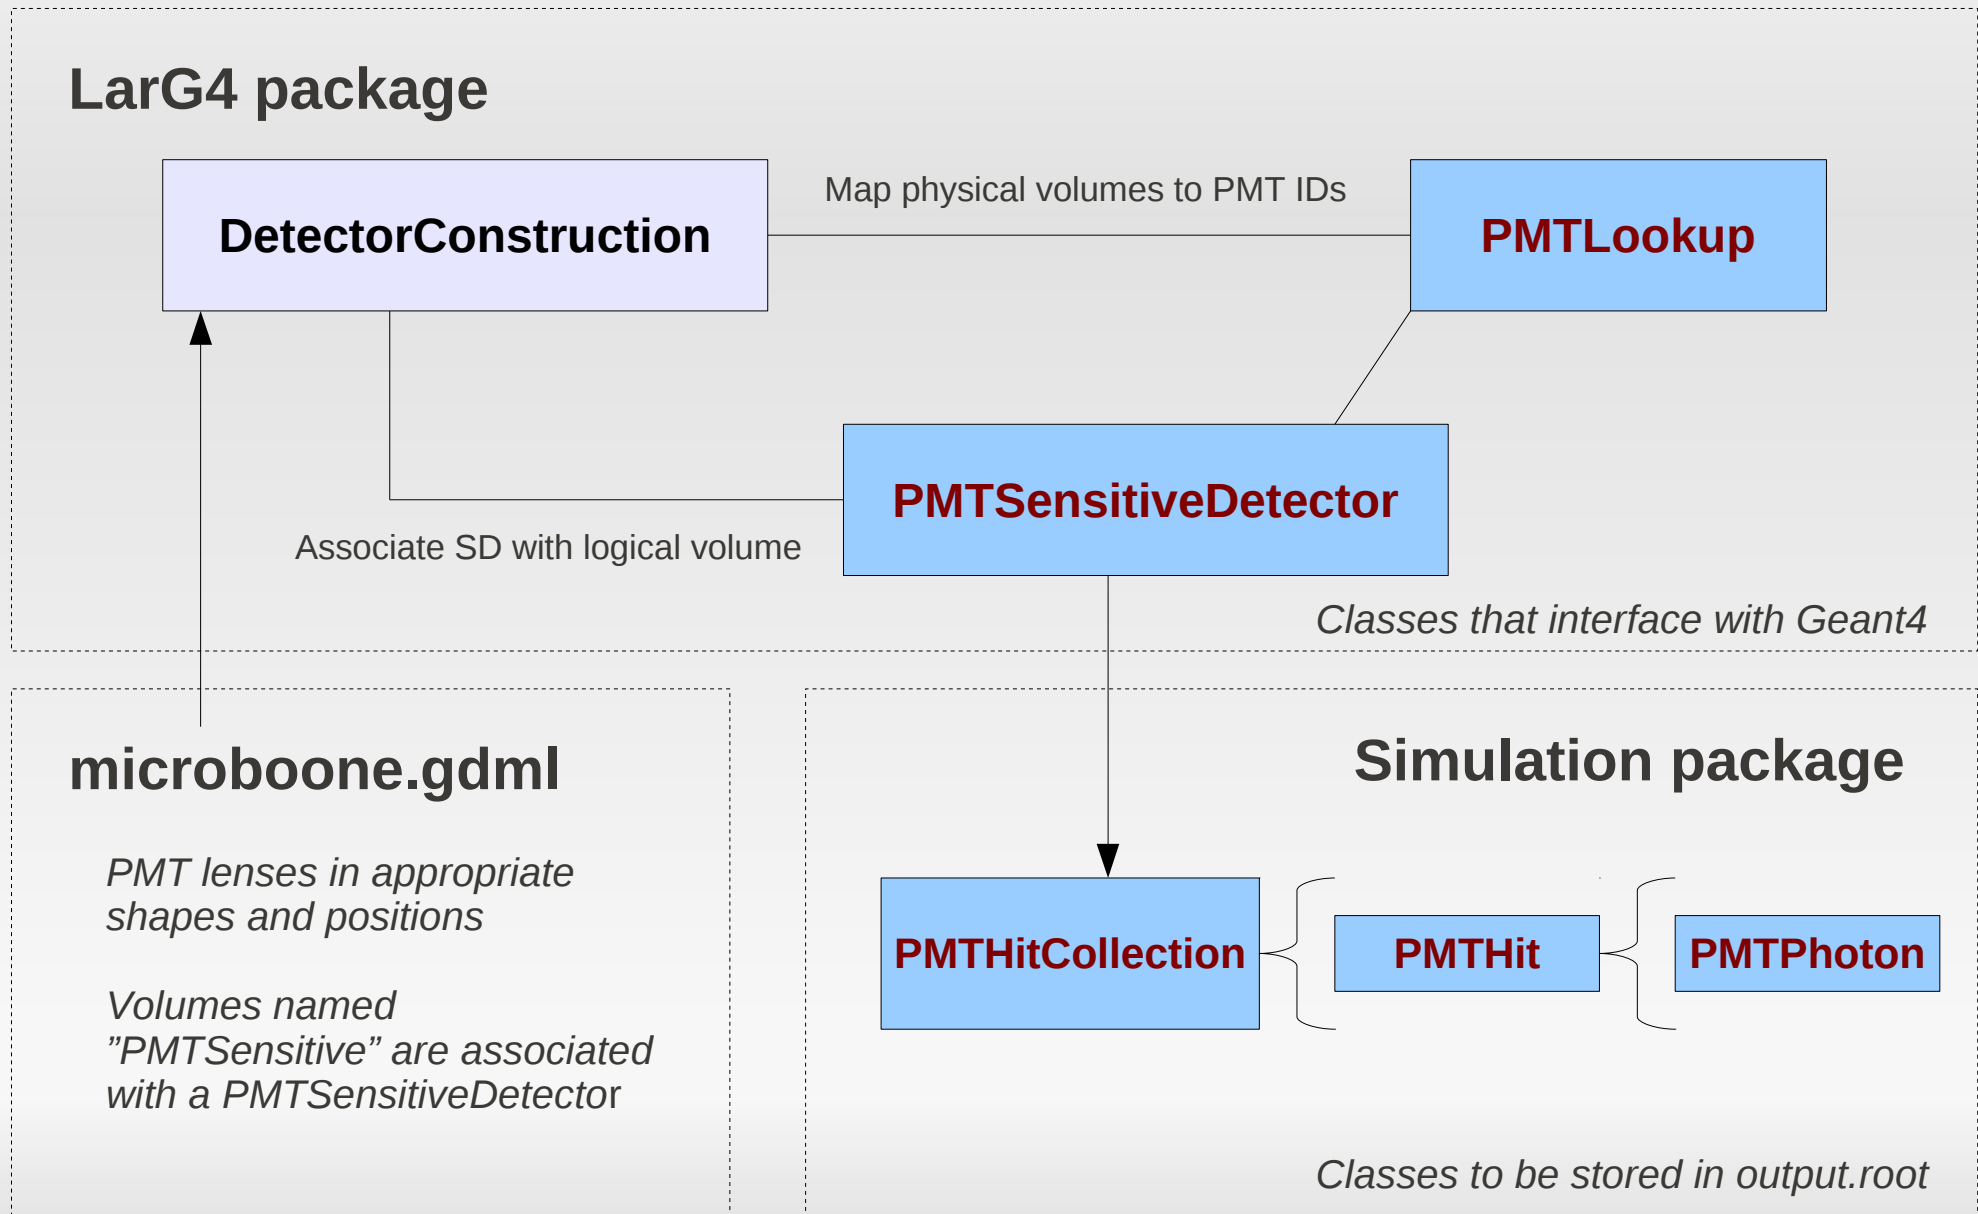 LarG4 package
DetectorConstruction
Map physical volumes to PMT IDs
PMTLookup
PMTSensitiveDetector
Associate SD with logical volume
Classes that interface with Geant4
microboone.gdml
PMT lenses in appropriate
shapes and positions
Volumes named
”PMTSensitive” are associated
with a PMTSensitiveDetector
Simulation package
PMTHitCollection
PMTHit
PMTPhoton
Classes to be stored in output.root